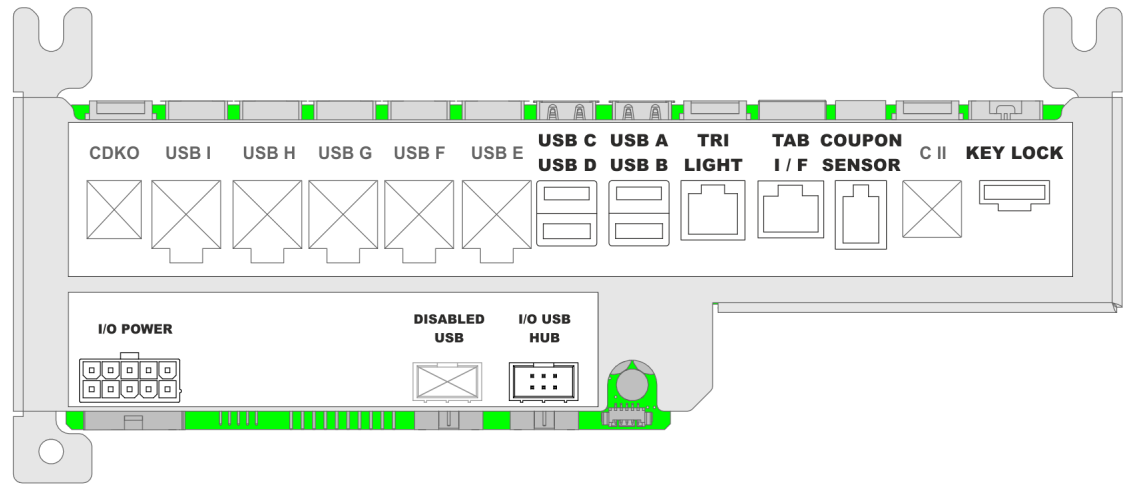 CDKO USB I USB H USB G USB F USB E USB C USB A TRI TAB COUPON C II KEY LOCK
USB D USB B LIGHT I / F SENSOR
I/O POWER DISABLED I/O USB
USB HUB